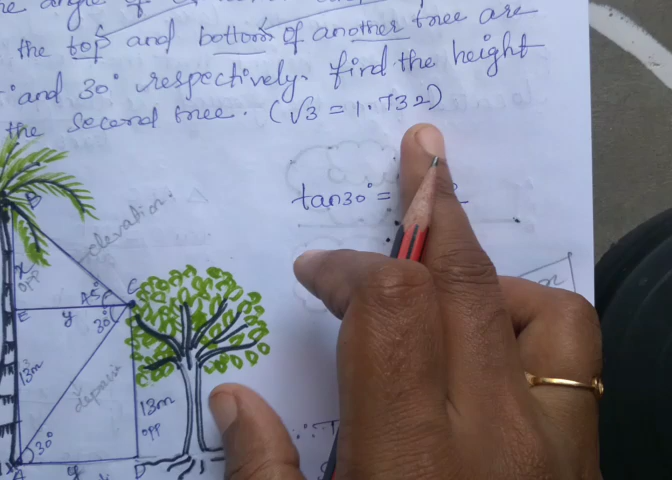 the top and bottom of another tree are
and 30° respectively. find the height
the second tree. (√3 = 1.732)
tan30° =
B
elevation.
x
opp
45°
C
E
y
30°
13m
13m
opp
30°
A
y
D